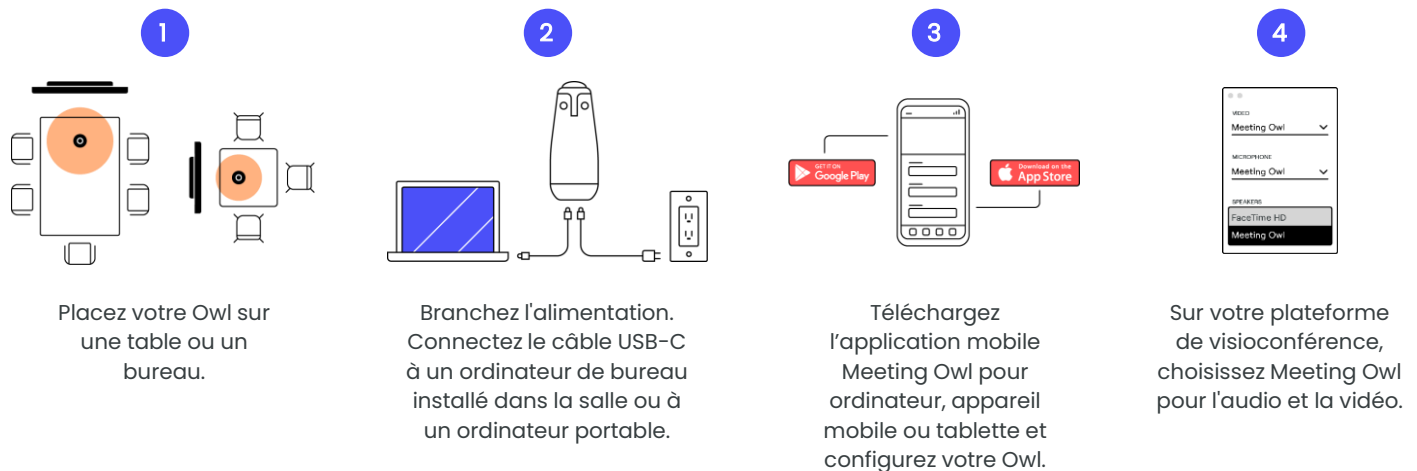 1
Placez votre Owl sur
une table ou un
bureau.
2
Branchez l'alimentation.
Connectez le câble USB-C
à un ordinateur de bureau
installé dans la salle ou à
un ordinateur portable.
3
GET IT ON
Google Play
Download on the
App Store
Téléchargez
l’application mobile
Meeting Owl pour
ordinateur, appareil
mobile ou tablette et
configurez votre Owl.
4
VIDEO
Meeting Owl
MICROPHONE
Meeting Owl
SPEAKERS
FaceTime HD
Meeting Owl
Sur votre plateforme
de visioconférence,
choisissez Meeting Owl
pour l'audio et la vidéo.